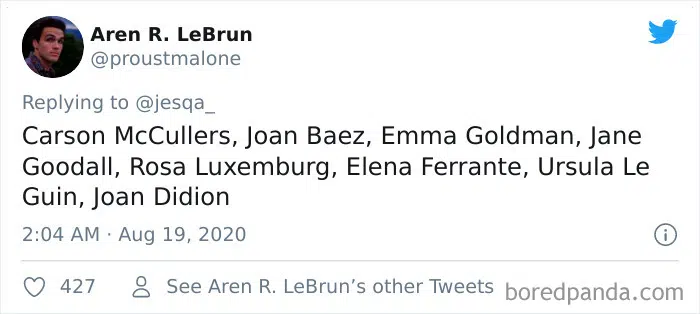 Aren R. LeBrun
@proustmalone
Replying to @jesqa_
Carson McCullers, Joan Baez, Emma Goldman, Jane
Goodall, Rosa Luxemburg, Elena Ferrante, Ursula Le
Guin, Joan Didion
2:04 AM · Aug 19, 2020
427 See Aren R. LeBrun’s other Tweets
boredpanda.com